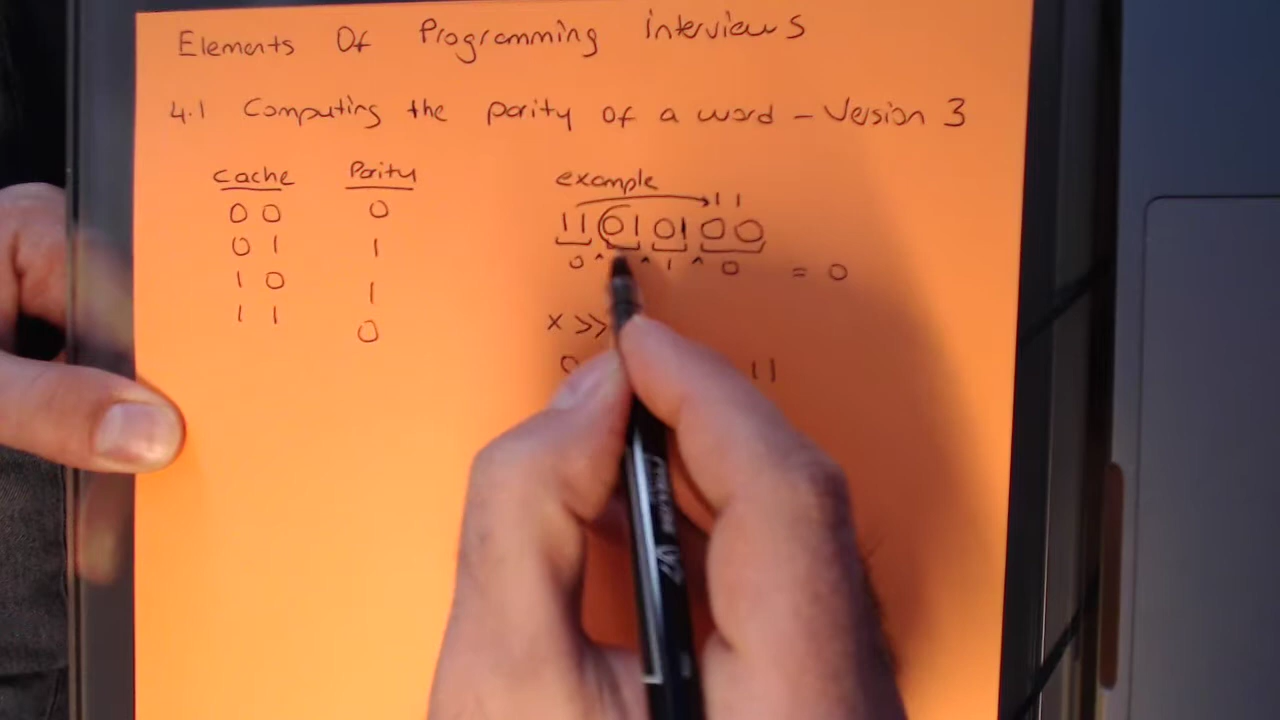 Elements Of Programming Interviews
4.1 Computing the parity of a word - Version 3
Cache Parity
0 0 0
0 1 1
1 0 1
1 1 0
example
11
11 01 01 00
0 ^ ^ 1 ^ 0 = 0
x >>
0 11